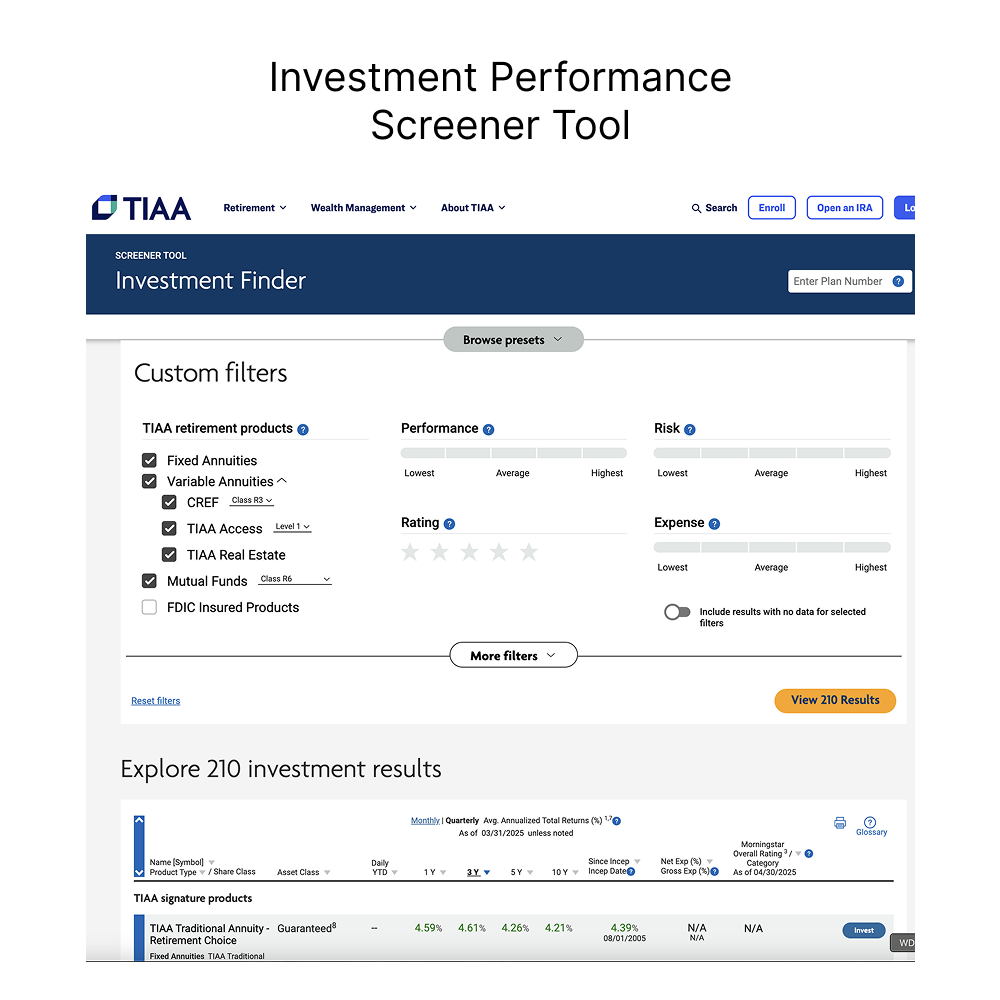 Investment Performance
Screener Tool
TIAA
Retirement
Wealth Management
About TIAA
Search
Enroll
Open an IRA
Lo
SCREENER TOOL
Investment Finder
Enter Plan Number ?
Browse presets
Custom filters
TIAA retirement products ?
Fixed Annuities
Variable Annuities
CREF Class R3
TIAA Access Level 1
TIAA Real Estate
Mutual Funds Class R6
FDIC Insured Products
Performance ?
Lowest Average Highest
Rating ?
Risk ?
Lowest Average Highest
Expense ?
Lowest Average Highest
Include results with no data for selected
filters
More filters
Reset filters
View 210 Results
Explore 210 investment results
Monthly | Quarterly Avg. Annualized Total Returns (%) 1,7 ?
As of 03/31/2025 unless noted
?
Glossary
Name [Symbol]
Product Type / Share Class
Asset Class
Daily
YTD
1 Y
3 Y
5 Y
10 Y
Since Incep
Incep Date ?
Net Exp (%)
Gross Exp (%) ?
Morningstar
Overall Rating 3 / ?
Category
As of 04/30/2025
TIAA signature products
TIAA Traditional Annuity - Guaranteed8 -- 4.59% 4.61% 4.26% 4.21% 4.39% N/A N/A Invest
Retirement Choice 08/01/2005 N/A
WD
Fixed Annuities TIAA Traditional